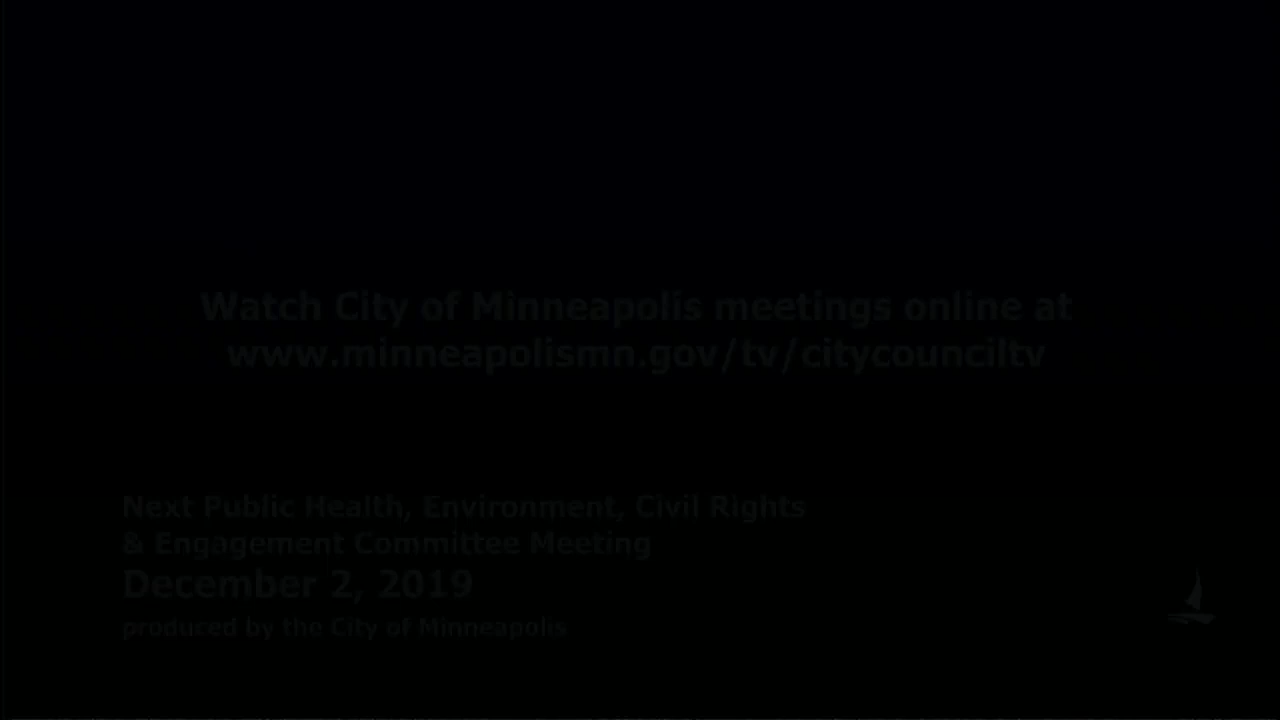 Watch City of Minneapolis meetings online at
www.minneapolismn.gov/tv/citycounciltv
Next Public Health, Environment, Civil Rights
& Engagement Committee Meeting
December 2, 2019
produced by the City of Minneapolis